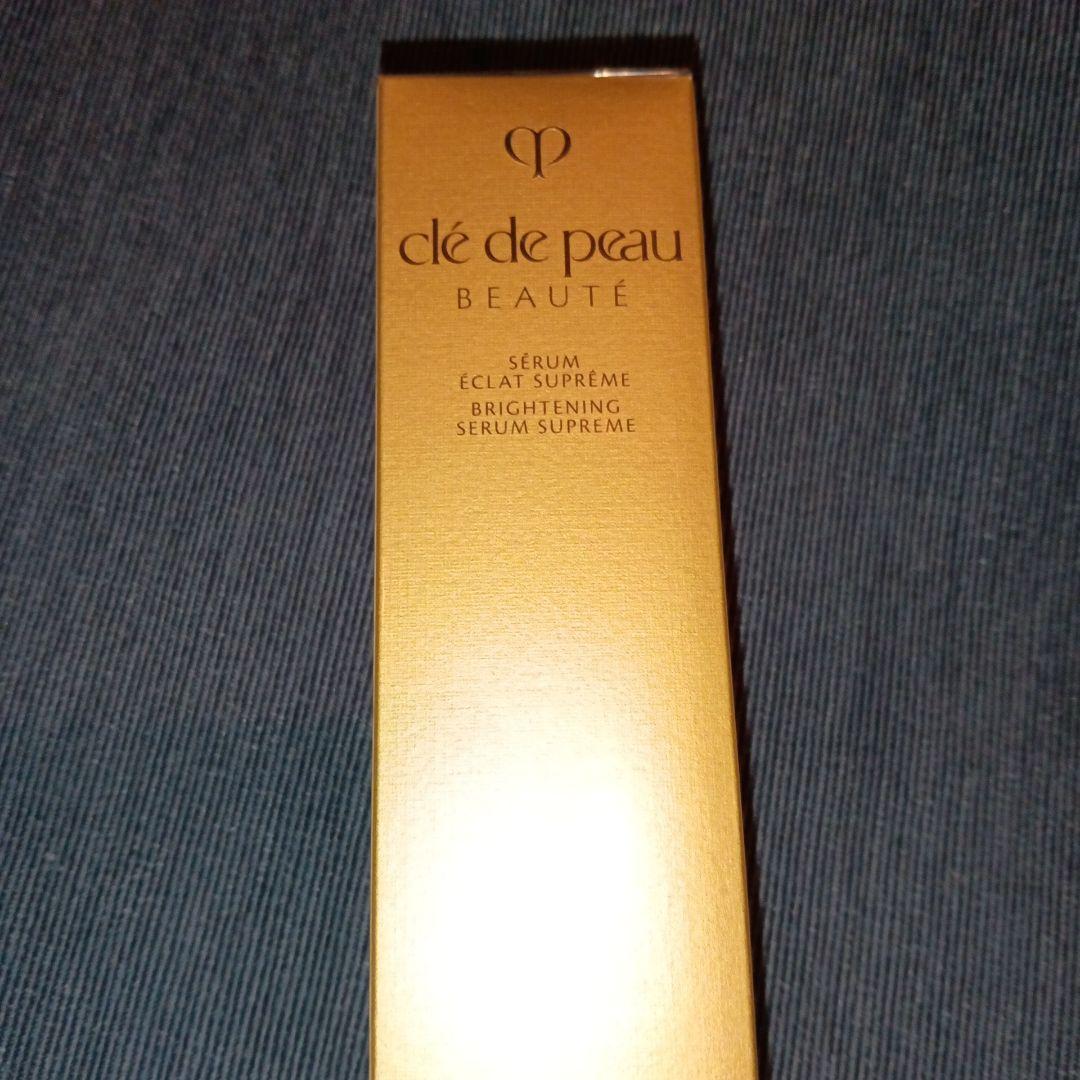 clé de peau
BEAUTÉ
SÉRUM
ÉCLAT SUPRÊME
BRIGHTENING
SERUM SUPREME